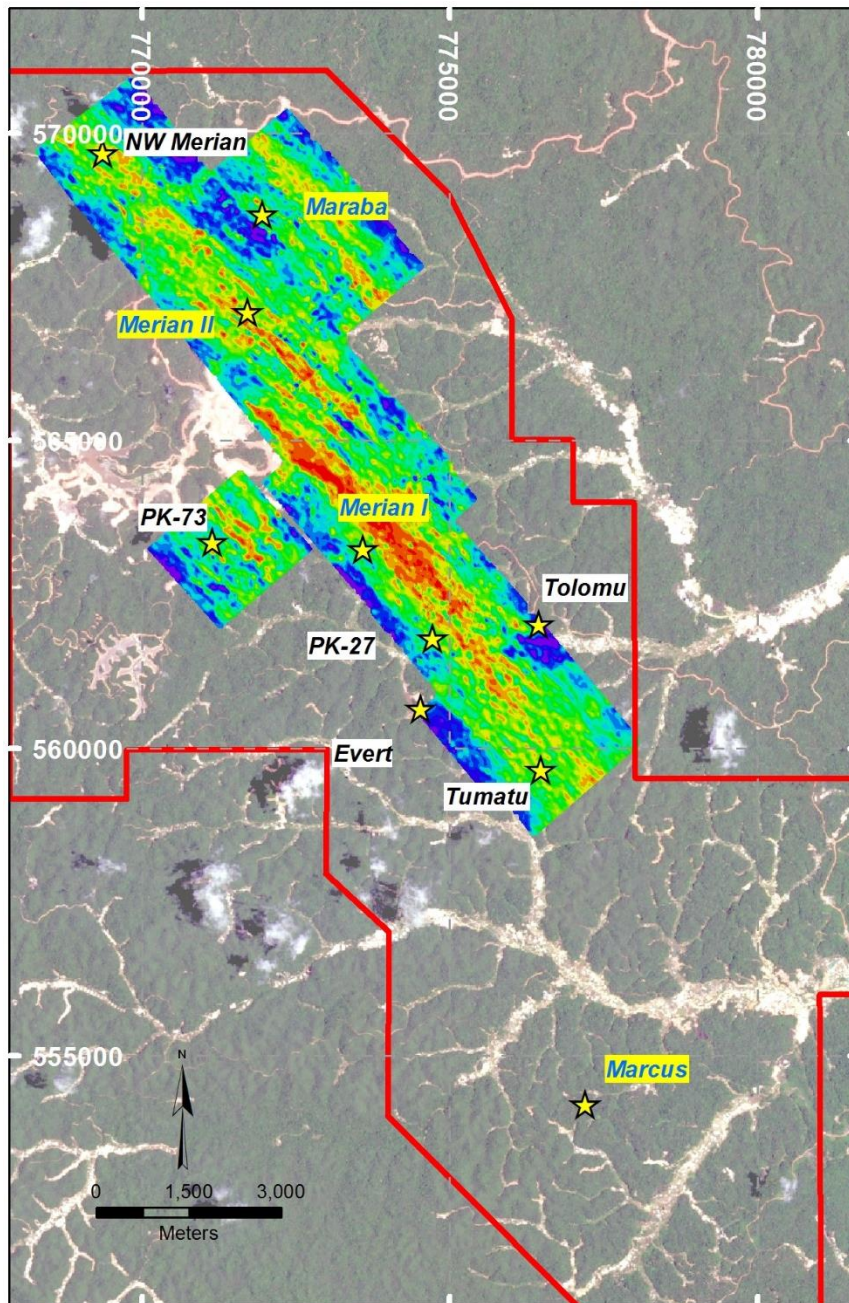 770000
775000
780000
570000
NW Merian
Maraba
Merian II
565000
PK-73
Merian I
Tolomu
PK-27
560000
Evert
Tumatu
555000
Marcus
N
0 1,500 3,000
Meters